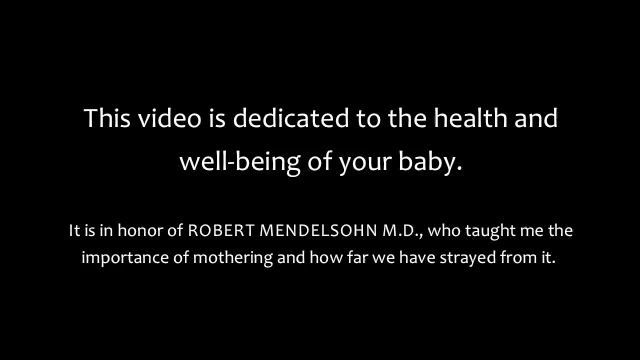 This video is dedicated to the health and
well-being of your baby.
It is in honor of ROBERT MENDELSOHN M.D., who taught me the
importance of mothering and how far we have strayed from it.